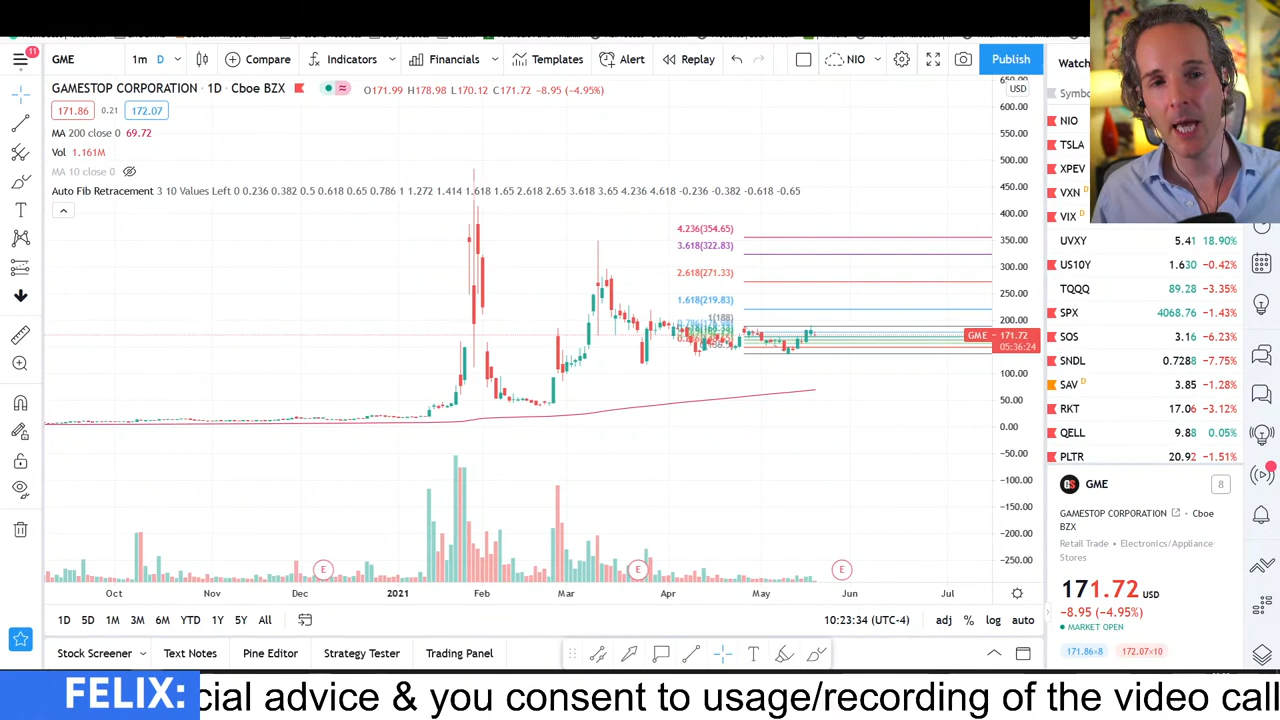 11
GME
1m D
Compare
Indicators
Financials
Templates
Alert
Replay
NIO
Publish
Watch
GAMESTOP CORPORATION · 1D · Cboe BZX
O171.99 H178.98 L170.12 C171.72 −8.95 (−4.95%)
171.86 0.21 172.07
MA 200 close 0 69.72
Vol 1.161M
MA 10 close 0
Auto Fib Retracement 3 10 Values Left 0 0.236 0.382 0.5 0.618 0.65 0.786 1 1.272 1.414 1.618 1.65 2.618 2.65 3.618 3.65 4.236 4.618 -0.236 -0.382 -0.618 -0.65
USD
600.00
550.00
500.00
450.00
400.00
350.00
300.00
250.00
200.00
GME 171.72
05:36:24
100.00
50.00
0.00
−50.00
−100.00
−150.00
−200.00
−250.00
4.236(354.65)
3.618(322.83)
2.618(271.33)
1.618(219.83)
1(188)
E
E
E
Oct Nov Dec 2021 Feb Mar Apr May Jun Jul
1D 5D 1M 3M 6M YTD 1Y 5Y All
10:23:34 (UTC-4)
adj % log auto
Stock Screener
Text Notes
Pine Editor
Strategy Tester
Trading Panel
Symbo
NIO
TSLA
XPEV
VXN D
VIX D
UVXY 5.41 18.90%
US10Y 1.630 −0.42%
TQQQ 89.28 −3.35%
SPX 4068.76 −1.43%
SOS 3.16 −6.23%
SNDL 0.7288 −7.75%
SAV D 3.85 −1.28%
RKT 17.06 −3.12%
QELL 9.88 0.05%
PLTR 20.92 −1.51%
GS GME 8
GAMESTOP CORPORATION · Cboe
BZX
Retail Trade · Electronics/Appliance
Stores
171.72 USD
−8.95 (−4.95%)
MARKET OPEN
171.86×8 172.07×10
FELIX:
cial advice & you consent to usage/recording of the video call